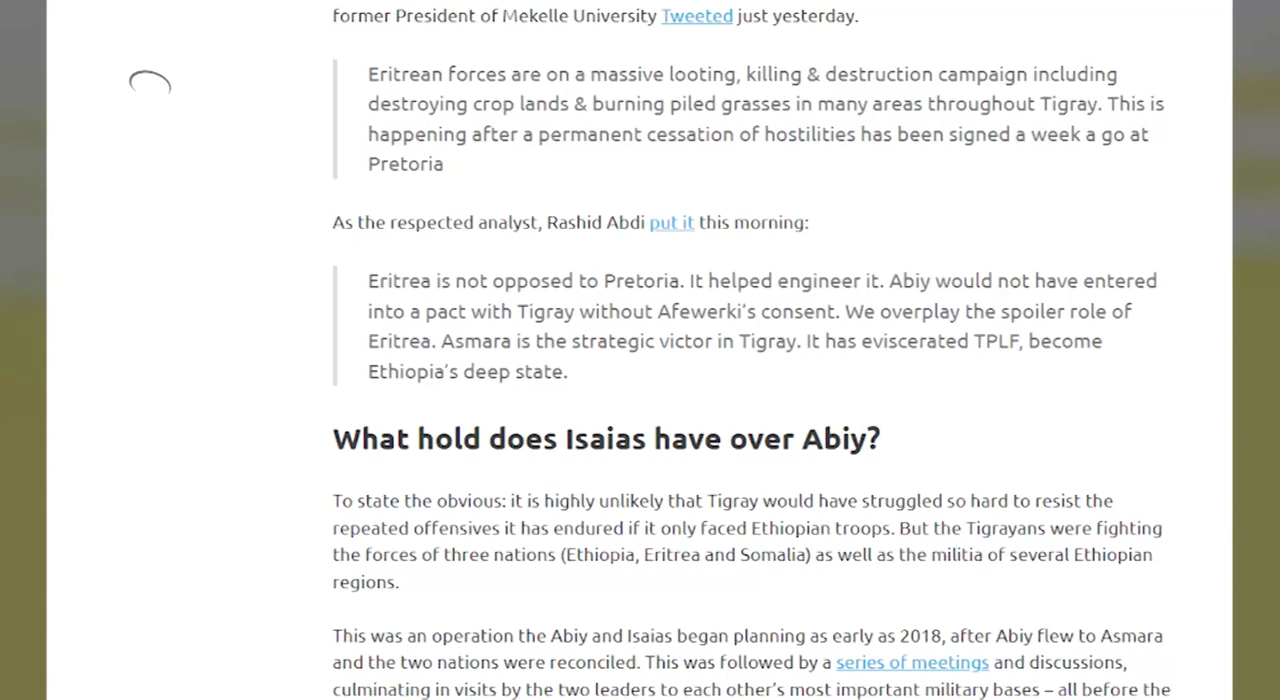 former President of Mekelle University Tweeted just yesterday.
Eritrean forces are on a massive looting, killing & destruction campaign including
destroying crop lands & burning piled grasses in many areas throughout Tigray. This is
happening after a permanent cessation of hostilities has been signed a week a go at
Pretoria
As the respected analyst, Rashid Abdi put it this morning:
Eritrea is not opposed to Pretoria. It helped engineer it. Abiy would not have entered
into a pact with Tigray without Afewerki’s consent. We overplay the spoiler role of
Eritrea. Asmara is the strategic victor in Tigray. It has eviscerated TPLF, become
Ethiopia’s deep state.
What hold does Isaias have over Abiy?
To state the obvious: it is highly unlikely that Tigray would have struggled so hard to resist the
repeated offensives it has endured if it only faced Ethiopian troops. But the Tigrayans were fighting
the forces of three nations (Ethiopia, Eritrea and Somalia) as well as the militia of several Ethiopian
regions.
This was an operation the Abiy and Isaias began planning as early as 2018, after Abiy flew to Asmara
and the two nations were reconciled. This was followed by a series of meetings and discussions,
culminating in visits by the two leaders to each other’s most important military bases – all before the